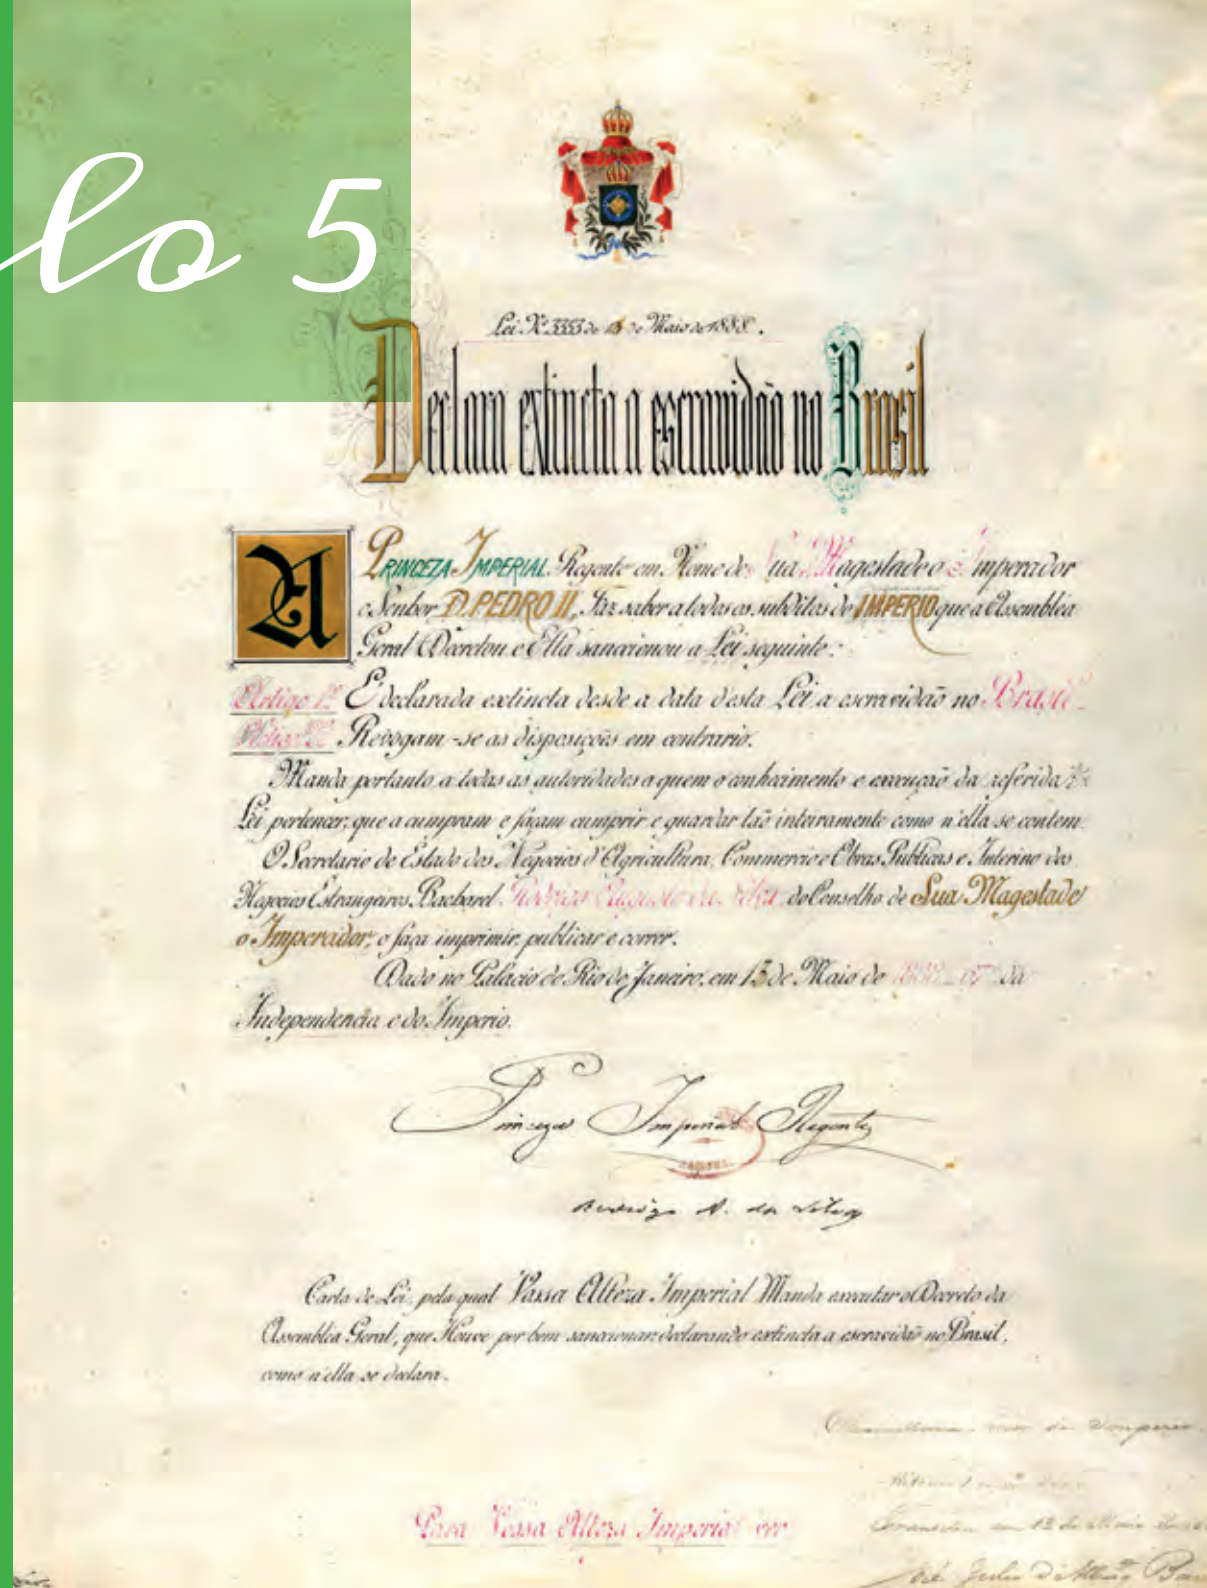 lo 5
Lei Nº 3353 de 13 de Maio de 1888.
Declara extincta a escravidão no Brasil
A PRINCEZA IMPERIAL Regente em Nome de Sua Magestade o Imperador
o Senhor D. PEDRO II, Faz saber a todos os subditos do IMPERIO que a Assembléa
Geral Decretou e Ella sanccionou a Lei seguinte:
Artigo 1º É declarada extincta desde a data d'esta Lei a escravidão no Brasil.
Artigo 2º Revogam-se as disposições em contrario.
Manda portanto a todas as autoridades a quem o conhecimento e execução da referida
Lei pertencer, que a cumpram e façam cumprir e guardar tão inteiramente como n'ella se contem.
O Secretario de Estado dos Negocios d'Agricultura, Commercio e Obras Publicas e Interino dos
Negocios Estrangeiros Bacharel Rodrigo Augusto da Silva do Conselho de Sua Magestade
o Imperador, o faça imprimir, publicar e correr.
Dado no Palacio do Rio de Janeiro, em 13 de Maio de 1888 67º da
Independencia e do Imperio.
Princeza Imperial Regente
Rodrigo A. da Silva
Carta de Lei, pela qual Vossa Alteza Imperial Manda executar o Decreto da
Assembléa Geral, que Houve por bem sanccionar declarando extincta a escravidão no Brasil,
como n'ella se declara.
Para Vossa Alteza Imperial ver